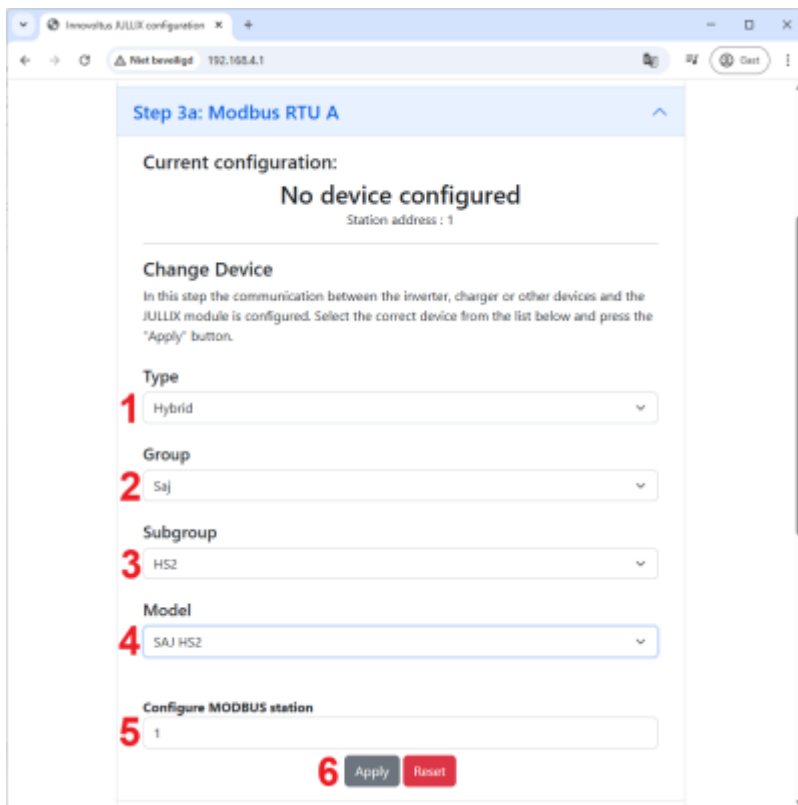 Innovoltus JULLIX configuration
Niet beveiligd 192.168.4.1 Gast
Step 3a: Modbus RTU A
Current configuration:
No device configured
Station address : 1
Change Device
In this step the communication between the inverter, charger or other devices and the
JULLIX module is configured. Select the correct device from the list below and press the
"Apply" button.
Type
1 Hybrid
Group
2 Saj
Subgroup
3 HS2
Model
4 SAJ HS2
Configure MODBUS station
5 1
6 Apply Reset